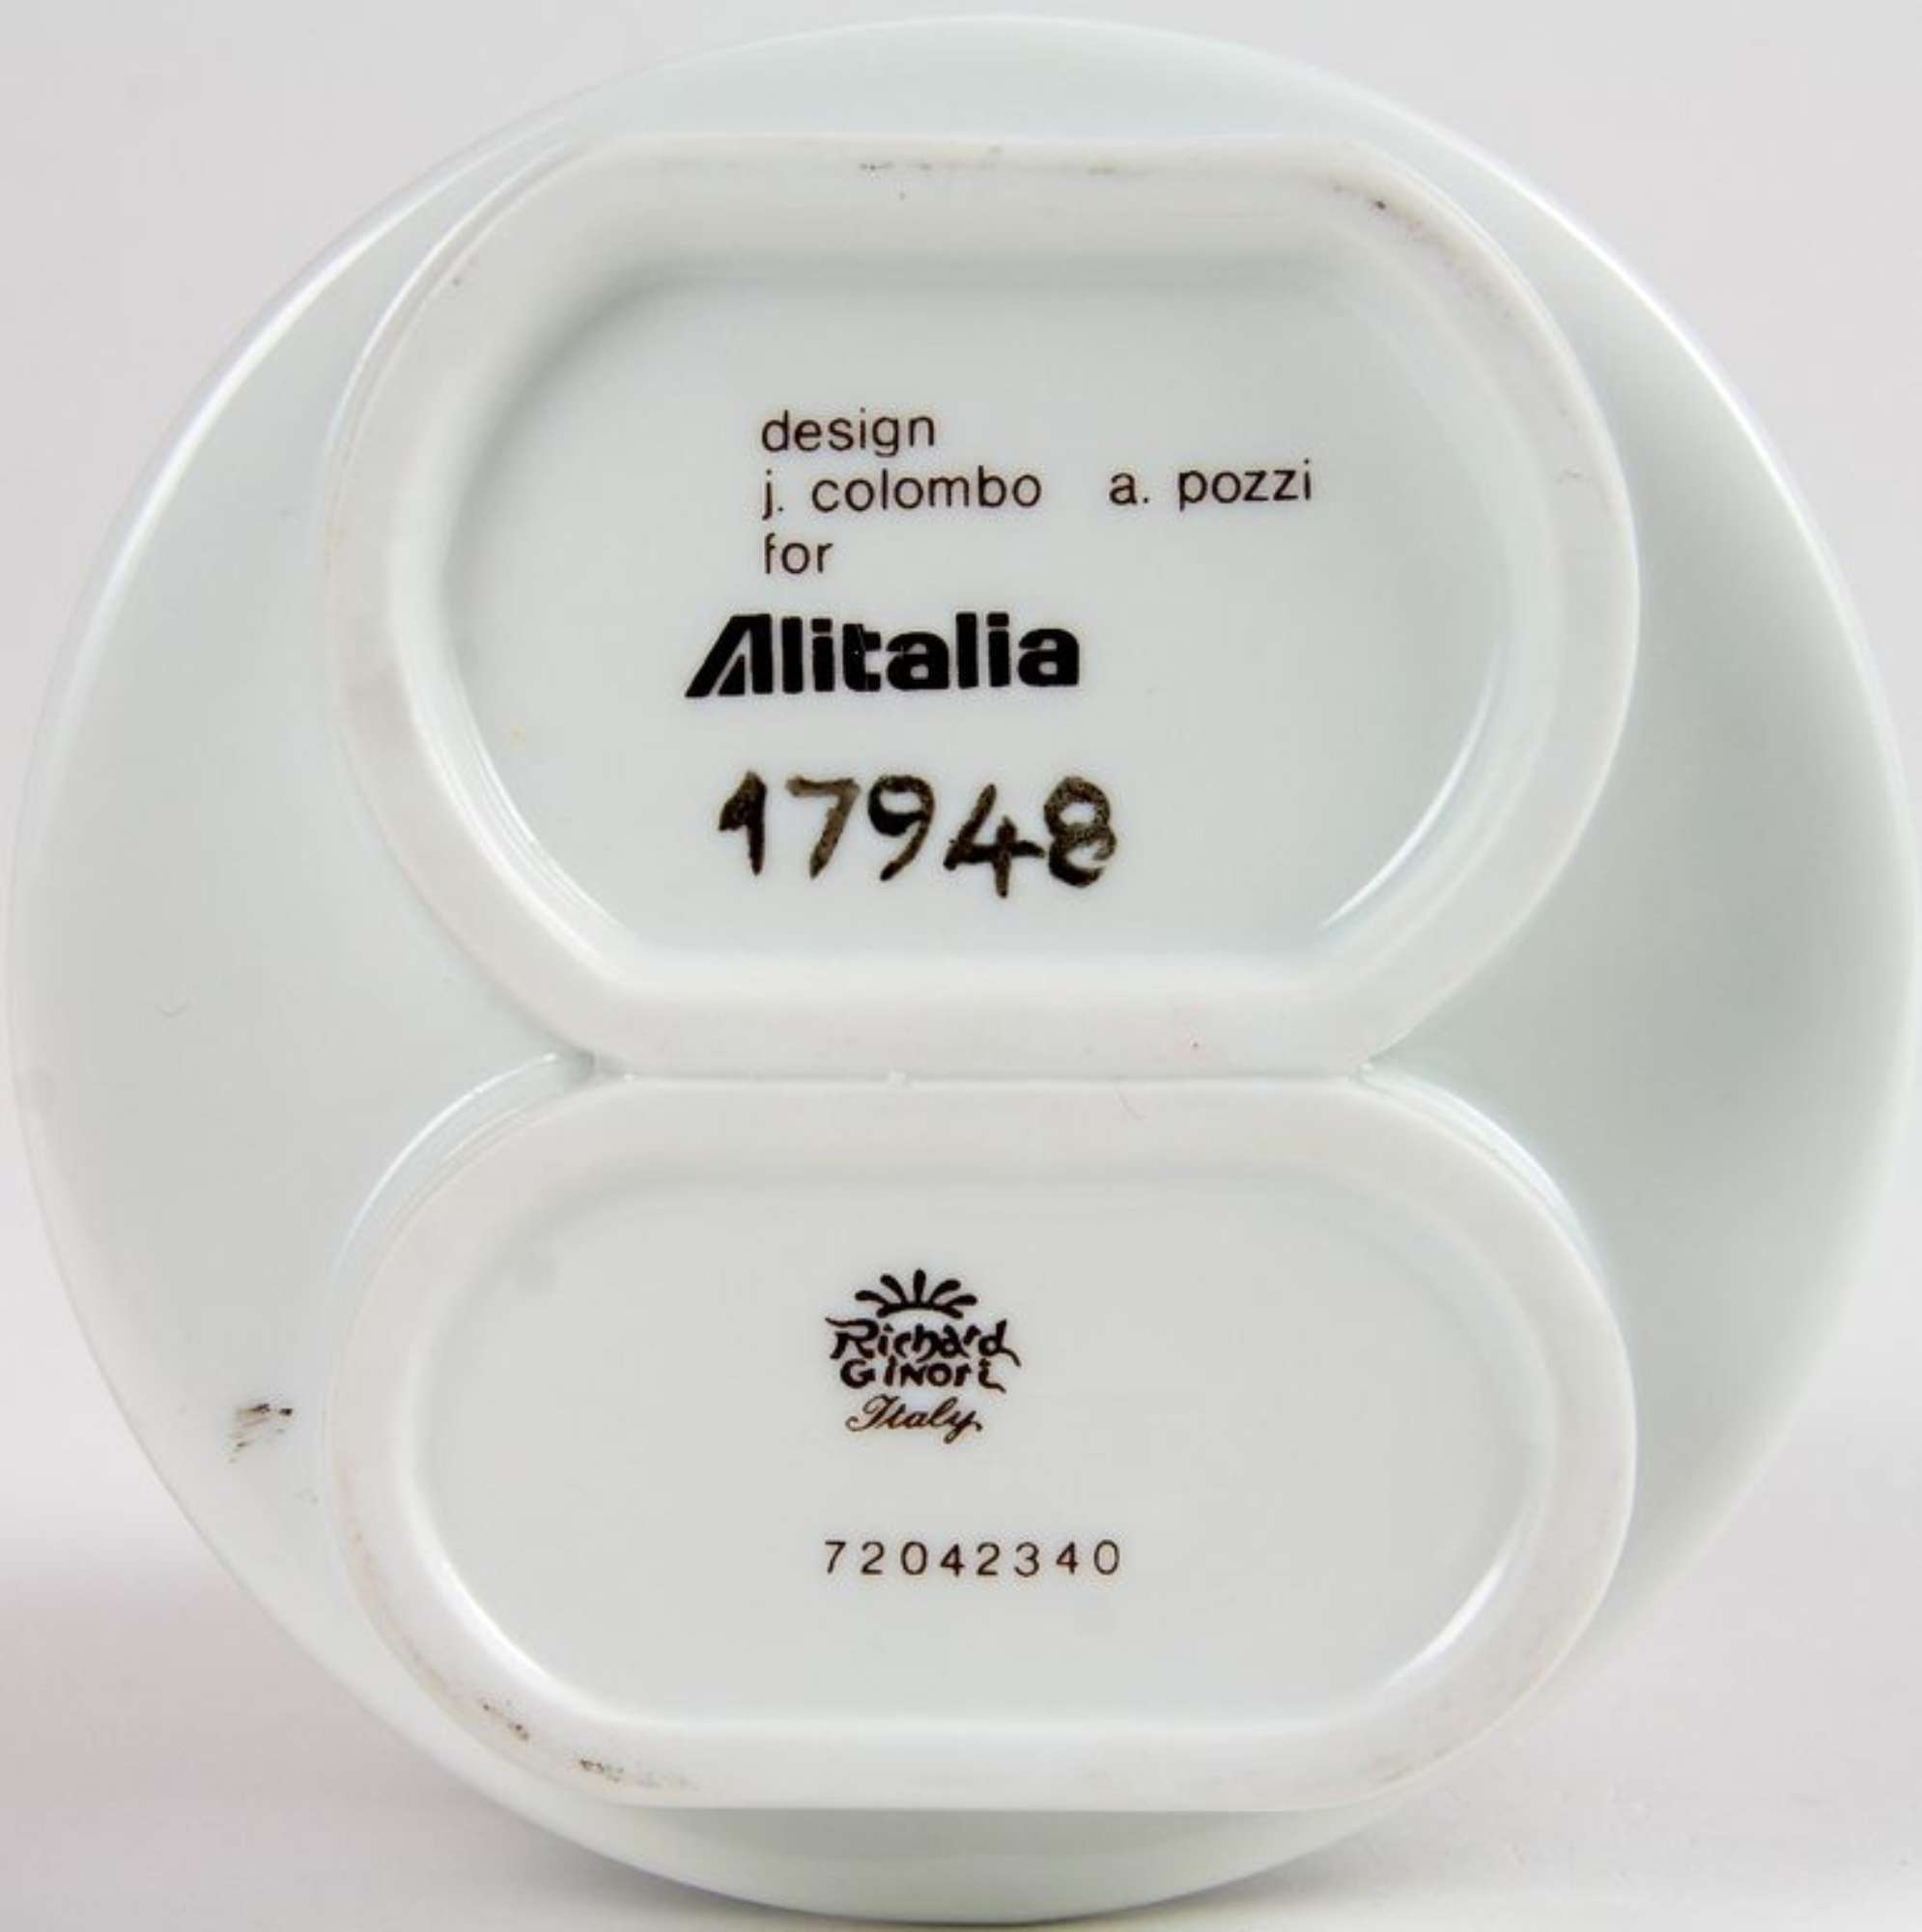 design
j. colombo a. pozzi
for
Alitalia
17948
Richard
GINORI
Italy
72042340